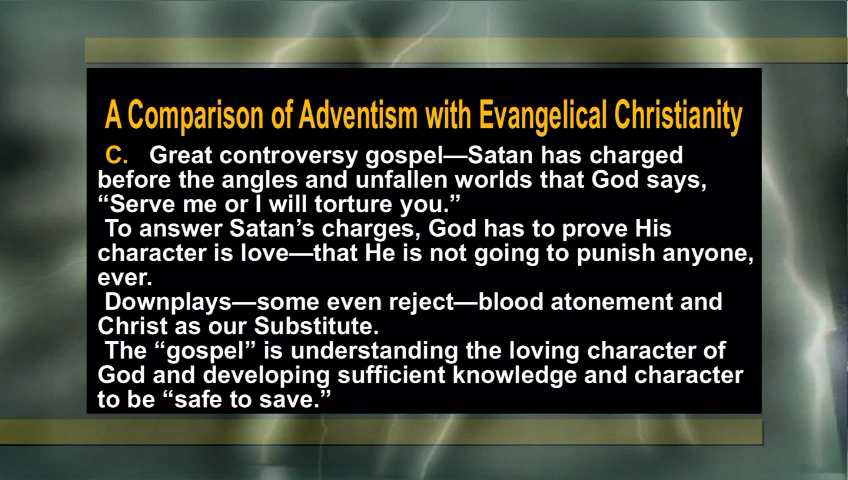 A Comparison of Adventism with Evangelical Christianity
C. Great controversy gospel—Satan has charged
before the angles and unfallen worlds that God says,
“Serve me or I will torture you.”
To answer Satan’s charges, God has to prove His
character is love—that He is not going to punish anyone,
ever.
Downplays—some even reject—blood atonement and
Christ as our Substitute.
The “gospel” is understanding the loving character of
God and developing sufficient knowledge and character
to be “safe to save.”